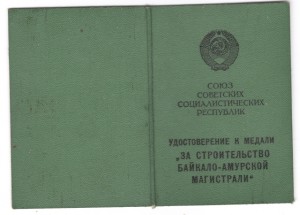 СОЮЗ
СОВЕТСКИХ
СОЦИАЛИСТИЧЕСКИХ
РЕСПУБЛИК
УДОСТОВЕРЕНИЕ К МЕДАЛИ
„ЗА СТРОИТЕЛЬСТВО
БАЙКАЛО-АМУРСКОЙ
МАГИСТРАЛИ“